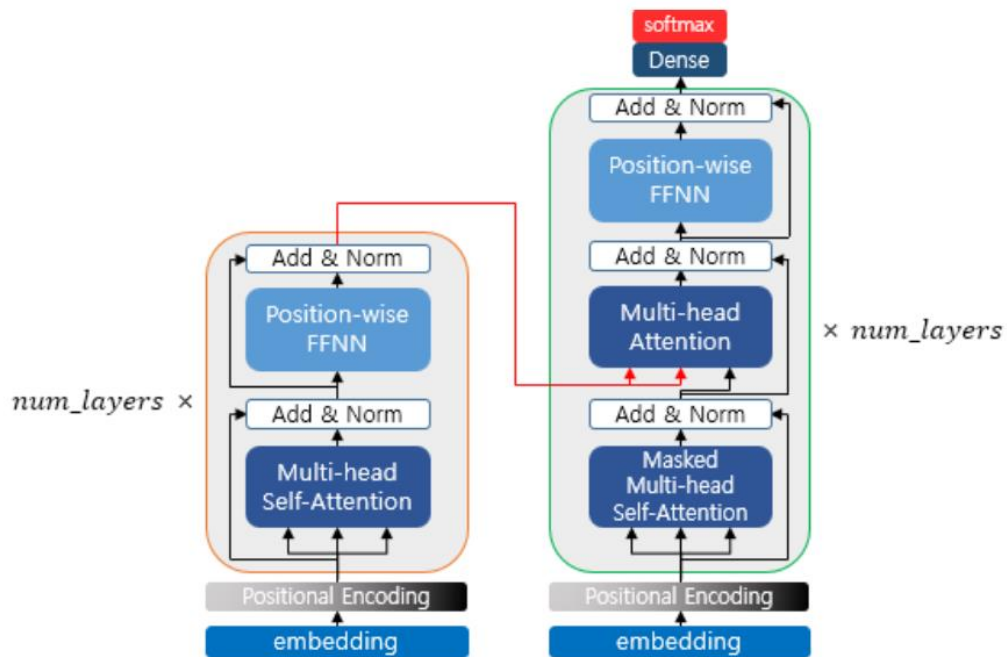 softmax
Dense
Add & Norm
Position-wise
FFNN
Add & Norm
Multi-head
Attention
Add & Norm
Masked
Multi-head
Self-Attention
Positional Encoding
embedding
× num_layers
Add & Norm
Position-wise
FFNN
Add & Norm
Multi-head
Self-Attention
Positional Encoding
embedding
num_layers ×